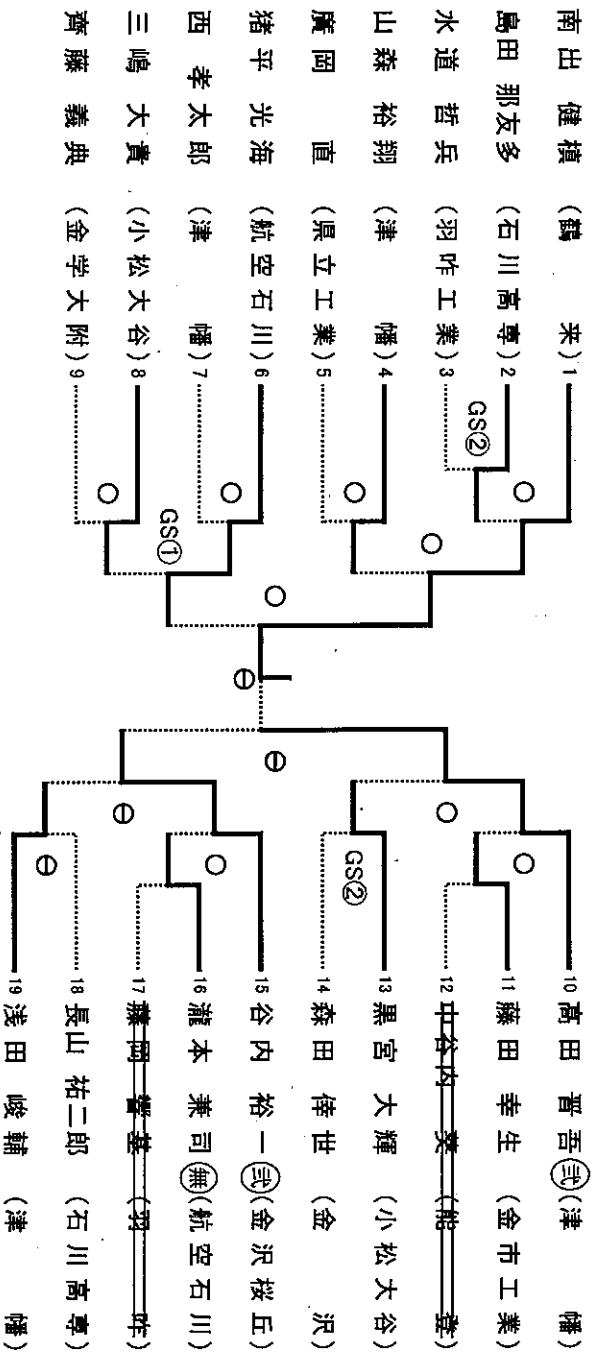 南出 健槙 (鶴 来) 1
島田 那友多 (石川高専) 2
水道 哲兵 (羽咋工業) 3
山森 裕翔 (津 幡) 4
廣岡 直 (県立工業) 5
猪平 光海 (航空石川) 6
西 孝太郎 (津 幡) 7
三嶋 大貴 (小松大谷) 8
齊藤 義典 (金学大附) 9
GS②
GS①
GS②
10 高田 晋吾 弐 (津 幡)
11 藤田 幸生 (金市工業)
12 中谷内 葵 (能 登)
13 黒宮 大輝 (小松大谷)
14 森田 倖世 (金 沢)
15 谷内 裕一 弐 (金沢桜丘)
16 瀧本 兼司 無 (航空石川)
17 藤岡 響基 (羽 咋)
18 長山 祐二郎 (石川高専)
19 浅田 峻輔 (津 幡)